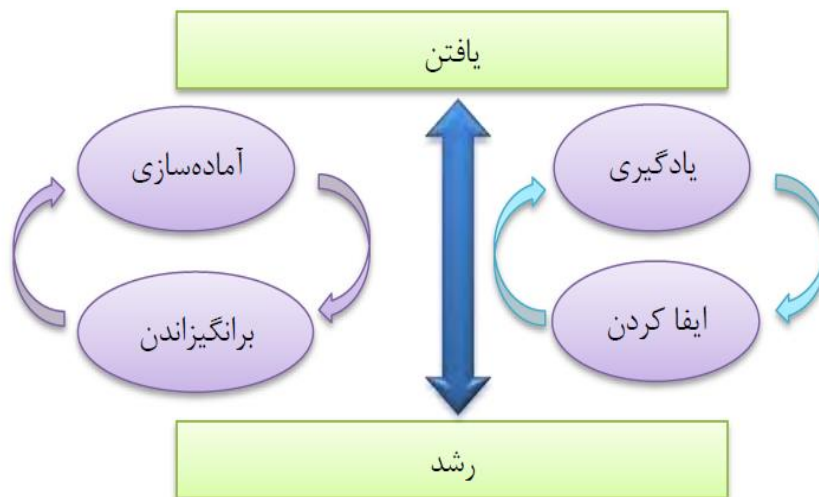 یافتن
یادگیری
آماده‌سازی
ایفا کردن
برانگیزاندن
رشد